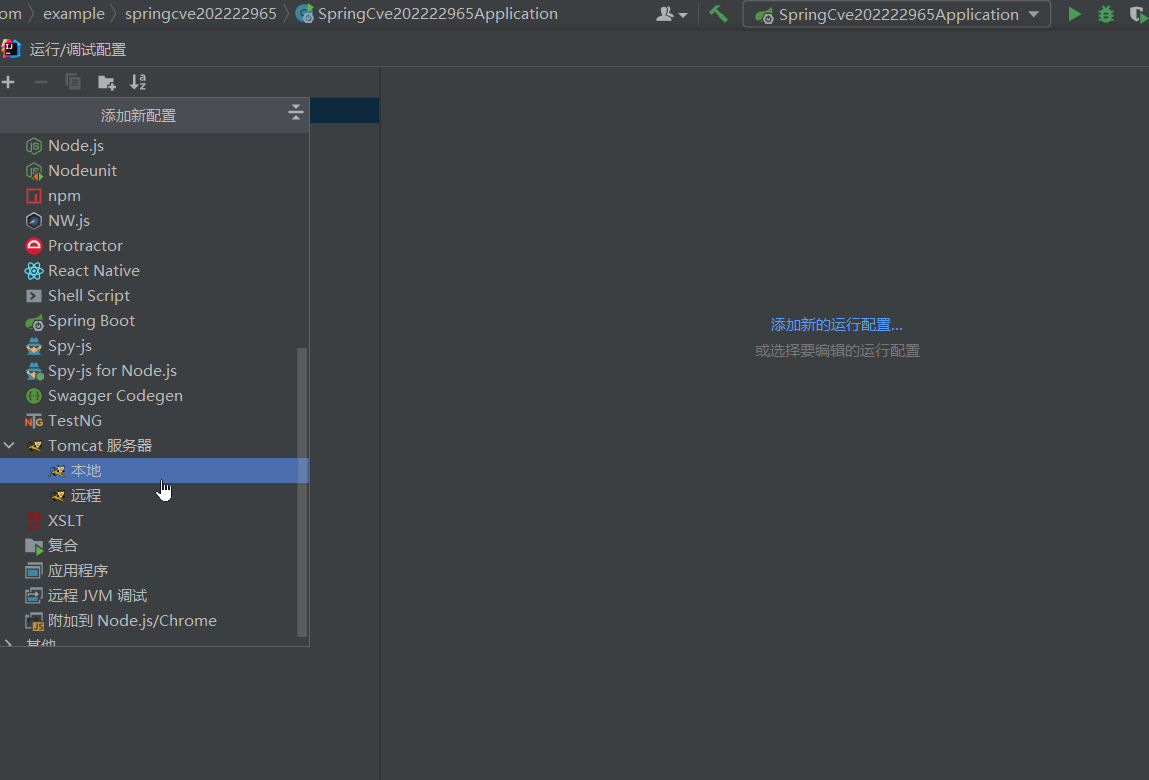 om example springcve202222965 SpringCve202222965Application SpringCve202222965Application
运行/调试配置
添加新配置
Node.js
Nodeunit
npm
NW.js
Protractor
React Native
Shell Script
Spring Boot
Spy-js
Spy-js for Node.js
Swagger Codegen
TestNG
Tomcat 服务器
本地
远程
XSLT
复合
应用程序
远程 JVM 调试
附加到 Node.js/Chrome
其他
添加新的运行配置...
或选择要编辑的运行配置